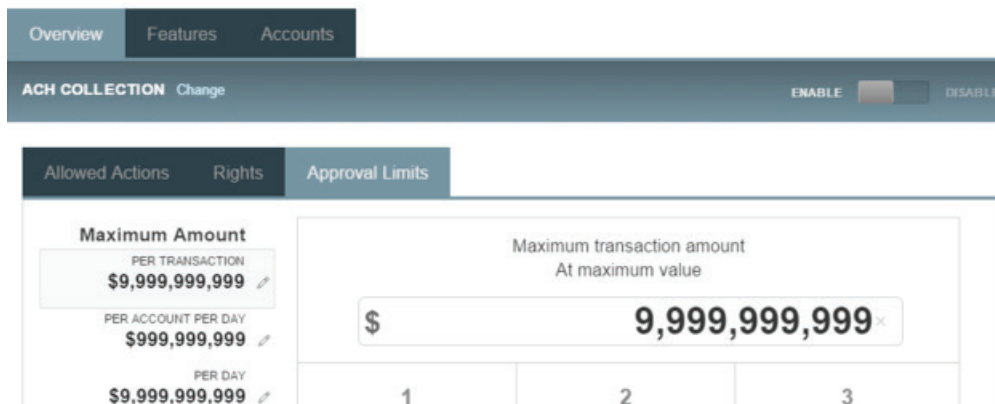 Overview Features Accounts
ACH COLLECTION Change ENABLE DISABLE
Allowed Actions Rights Approval Limits
Maximum Amount
PER TRANSACTION
$9,999,999,999
PER ACCOUNT PER DAY
$999,999,999
PER DAY
$9,999,999,999
Maximum transaction amount
At maximum value
$ 9,999,999,999 ×
1 2 3